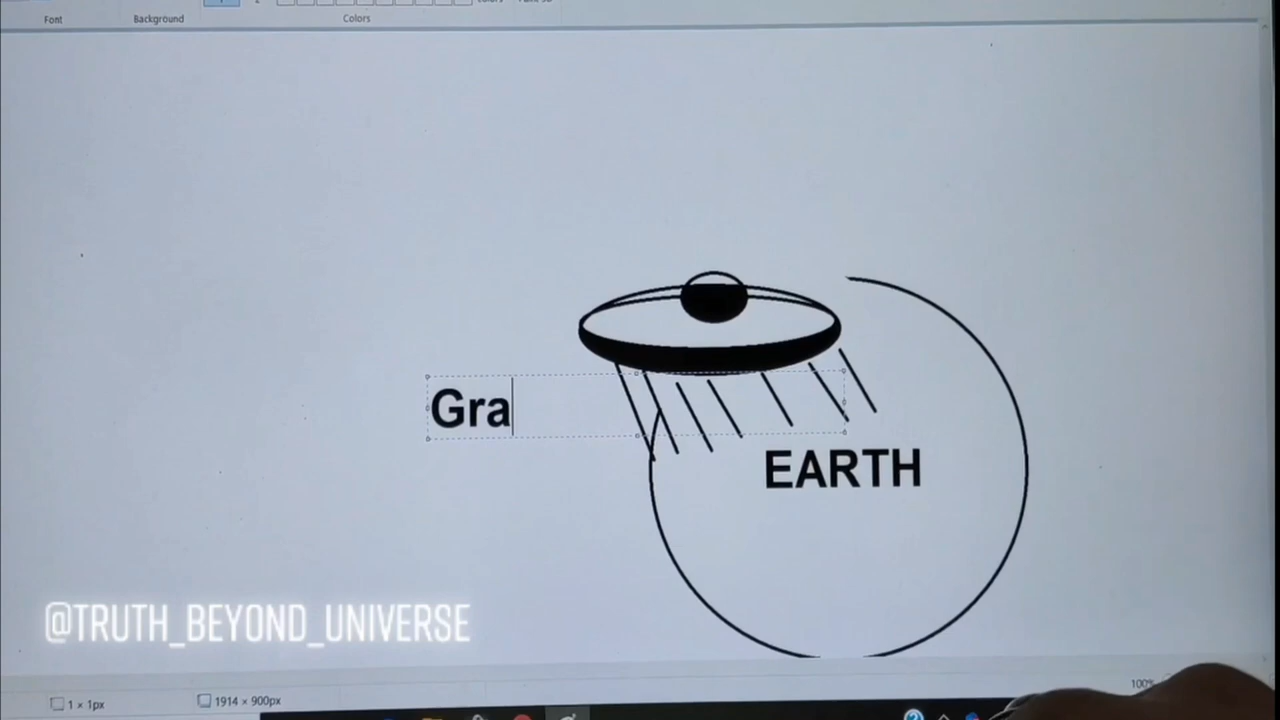 Font
Background
Colors
Gra
EARTH
@TRUTH_BEYOND_UNIVERSE
100%
1 × 1px
1914 × 900px